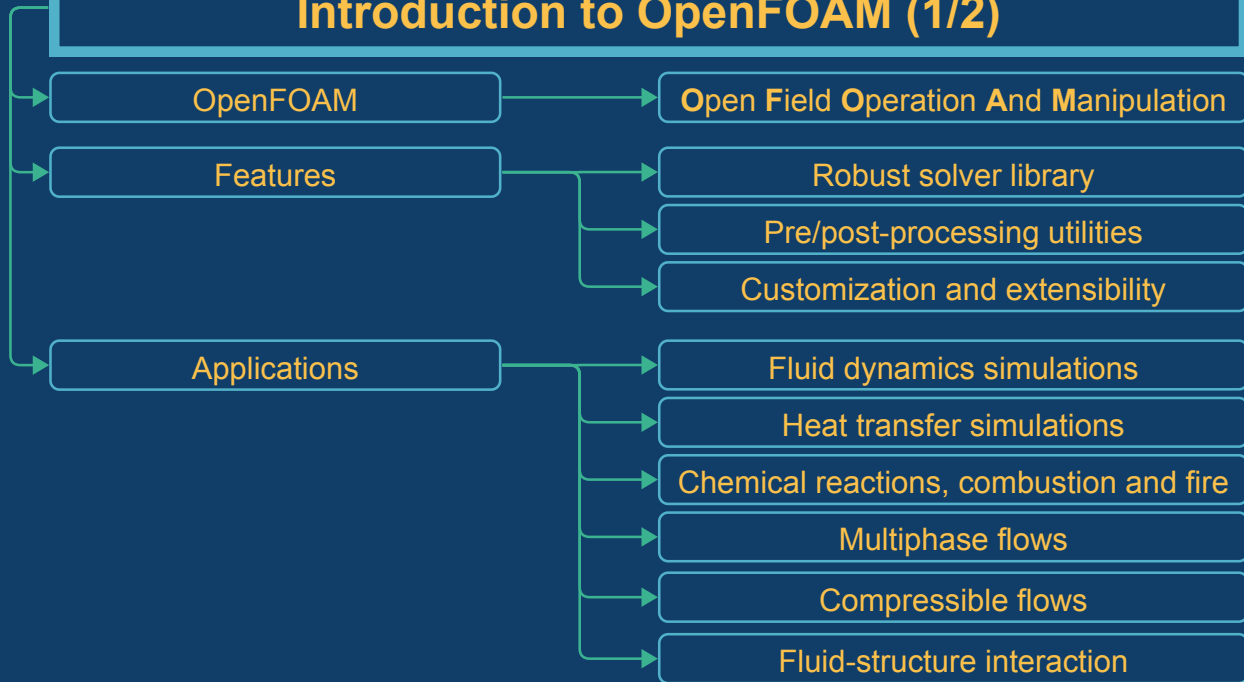 Introduction to OpenFOAM (1/2)
OpenFOAM
Open Field Operation And Manipulation
Features
Robust solver library
Pre/post-processing utilities
Customization and extensibility
Applications
Fluid dynamics simulations
Heat transfer simulations
Chemical reactions, combustion and fire
Multiphase flows
Compressible flows
Fluid-structure interaction